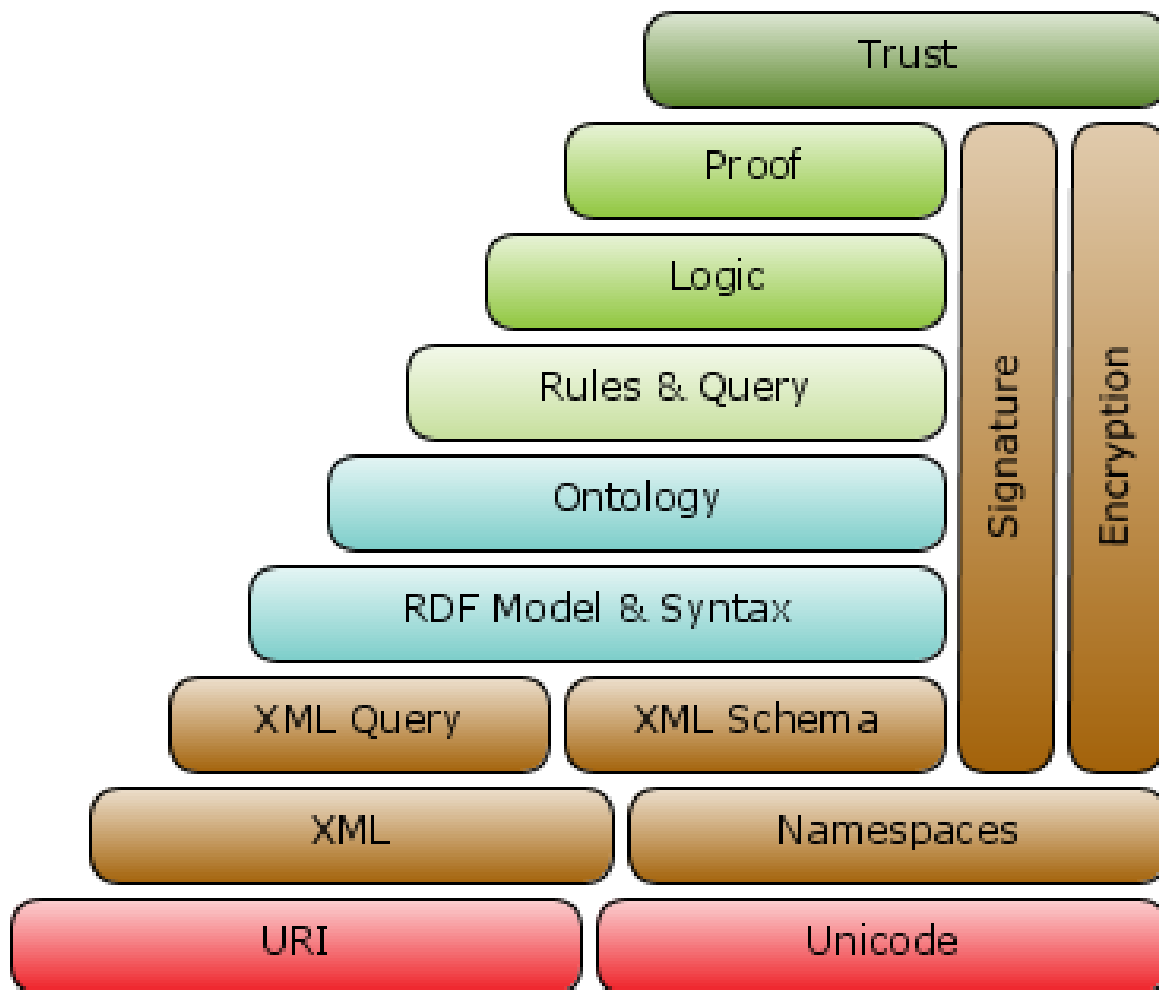 Trust
Proof
Logic
Rules & Query
Ontology
RDF Model & Syntax
Signature
Encryption
XML Query
XML Schema
XML
Namespaces
URI
Unicode